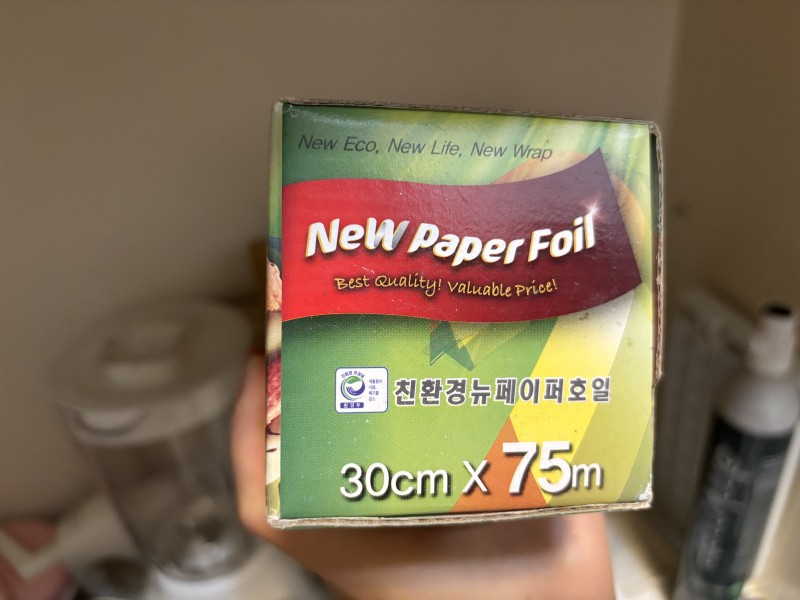 New Eco, New Life, New Wrap
New Paper Foil
Best Quality! Valuable Price!
친환경뉴페이퍼호일
30cm X 75m